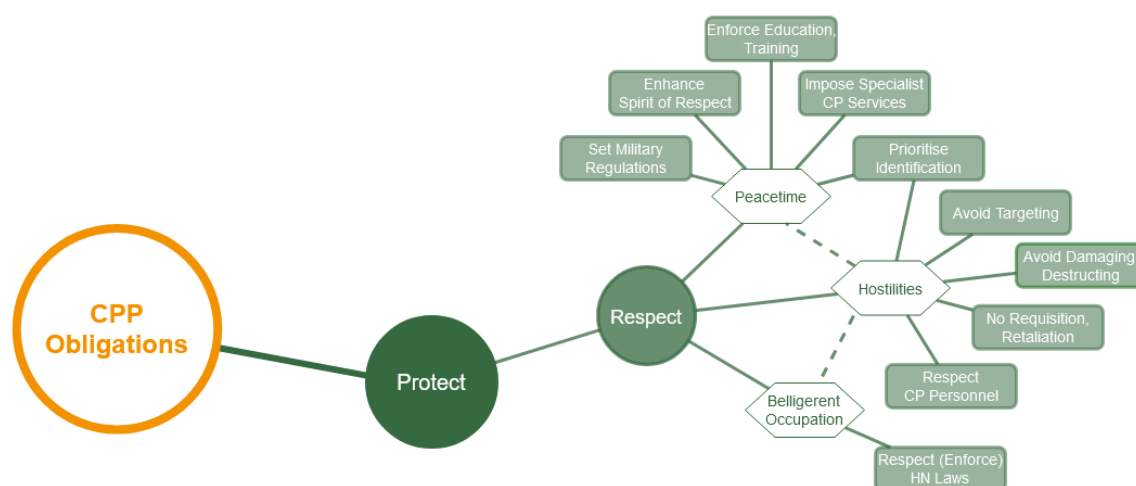 Enforce Education,
Training
Enhance
Spirit of Respect
Impose Specialist
CP Services
Set Military
Regulations
Prioritise
Identification
Peacetime
Avoid Targeting
Avoid Damaging,
Destructing
Hostilities
CPP
Obligations
Respect
No Requisition,
Retaliation
Protect
Respect
CP Personnel
Belligerent
Occupation
Respect (Enforce)
HN Laws